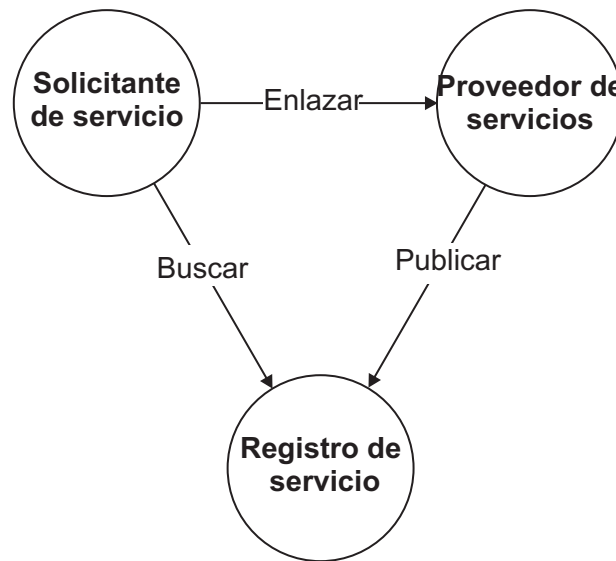 Solicitante
de servicio
Enlazar
Proveedor de
servicios
Buscar
Publicar
Registro de
servicio